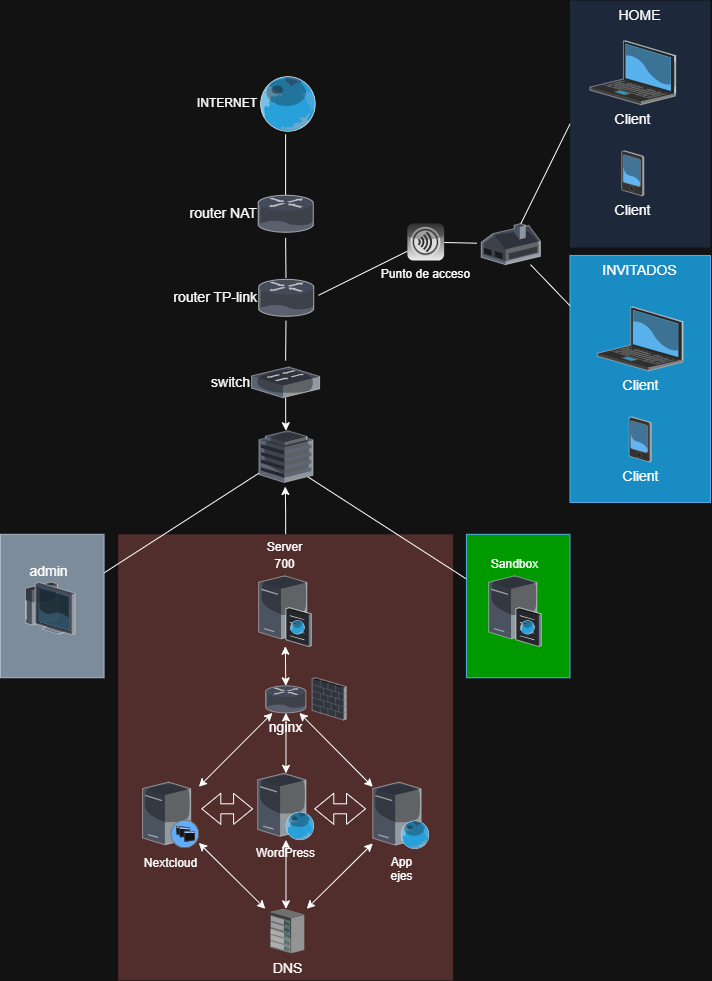 HOME
Client
Client
INTERNET
router NAT
router TP-link
Punto de acceso
INVITADOS
Client
Client
switch
admin
Server
700
Sandbox
nginx
Nextcloud
WordPress
App
ejes
DNS